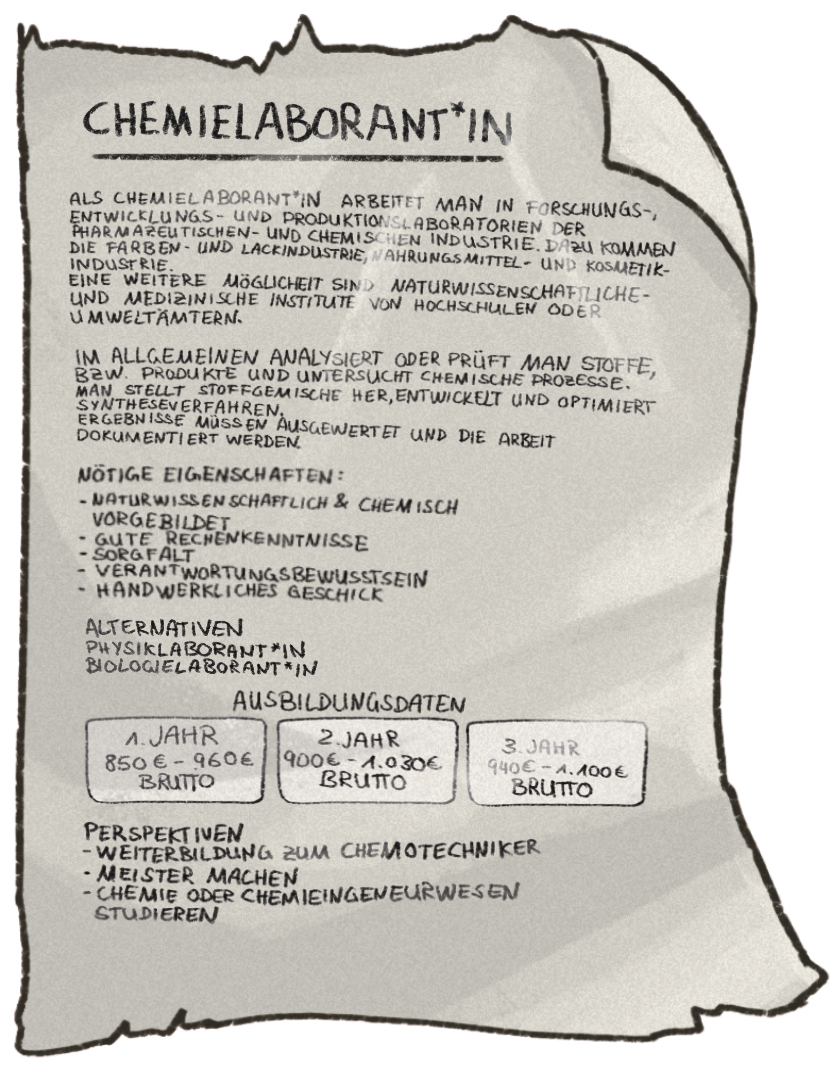 CHEMIELABORANT*IN
ALS CHEMIELABORANT*IN ARBEITET MAN IN FORSCHUNGS-,
ENTWICKLUNGS- UND PRODUKTIONSLABORATORIEN DER
PHARMAZEUTISCHEN- UND CHEMISCHEN INDUSTRIE. DAZU KOMMEN
DIE FARBEN- UND LACKINDUSTRIE, NAHRUNGSMITTEL- UND KOSMETIK-
INDUSTRIE.
EINE WEITERE MÖGLICHEIT SIND NATURWISSENSCHAFTLICHE-
UND MEDIZINISCHE INSTITUTE VON HOCHSCHULEN ODER
UMWELTÄMTERN.
IM ALLGEMEINEN ANALYSIERT ODER PRÜFT MAN STOFFE,
BZW. PRODUKTE UND UNTERSUCHT CHEMISCHE PROZESSE.
MAN STELLT STOFFGEMISCHE HER, ENTWICKELT UND OPTIMIERT
SYNTHESEVERFAHREN.
ERGEBNISSE MÜSSEN AUSGEWERTET UND DIE ARBEIT
DOKUMENTIERT WERDEN.
NÖTIGE EIGENSCHAFTEN:
- NATURWISSENSCHAFTLICH & CHEMISCH
VORGEBILDET
- GUTE RECHENKENNTNISSE
- SORGFALT
- VERANTWORTUNGSBEWUSSTSEIN
- HANDWERKLICHES GESCHICK
ALTERNATIVEN
PHYSIKLABORANT*IN
BIOLOGIELABORANT*IN
AUSBILDUNGSDATEN
1. JAHR
850€ - 960€
BRUTTO
2. JAHR
900€ - 1.030€
BRUTTO
3. JAHR
940€ - 1.100€
BRUTTO
PERSPEKTIVEN
- WEITERBILDUNG ZUM CHEMOTECHNIKER
- MEISTER MACHEN
- CHEMIE ODER CHEMIEINGENEURWESEN
STUDIEREN